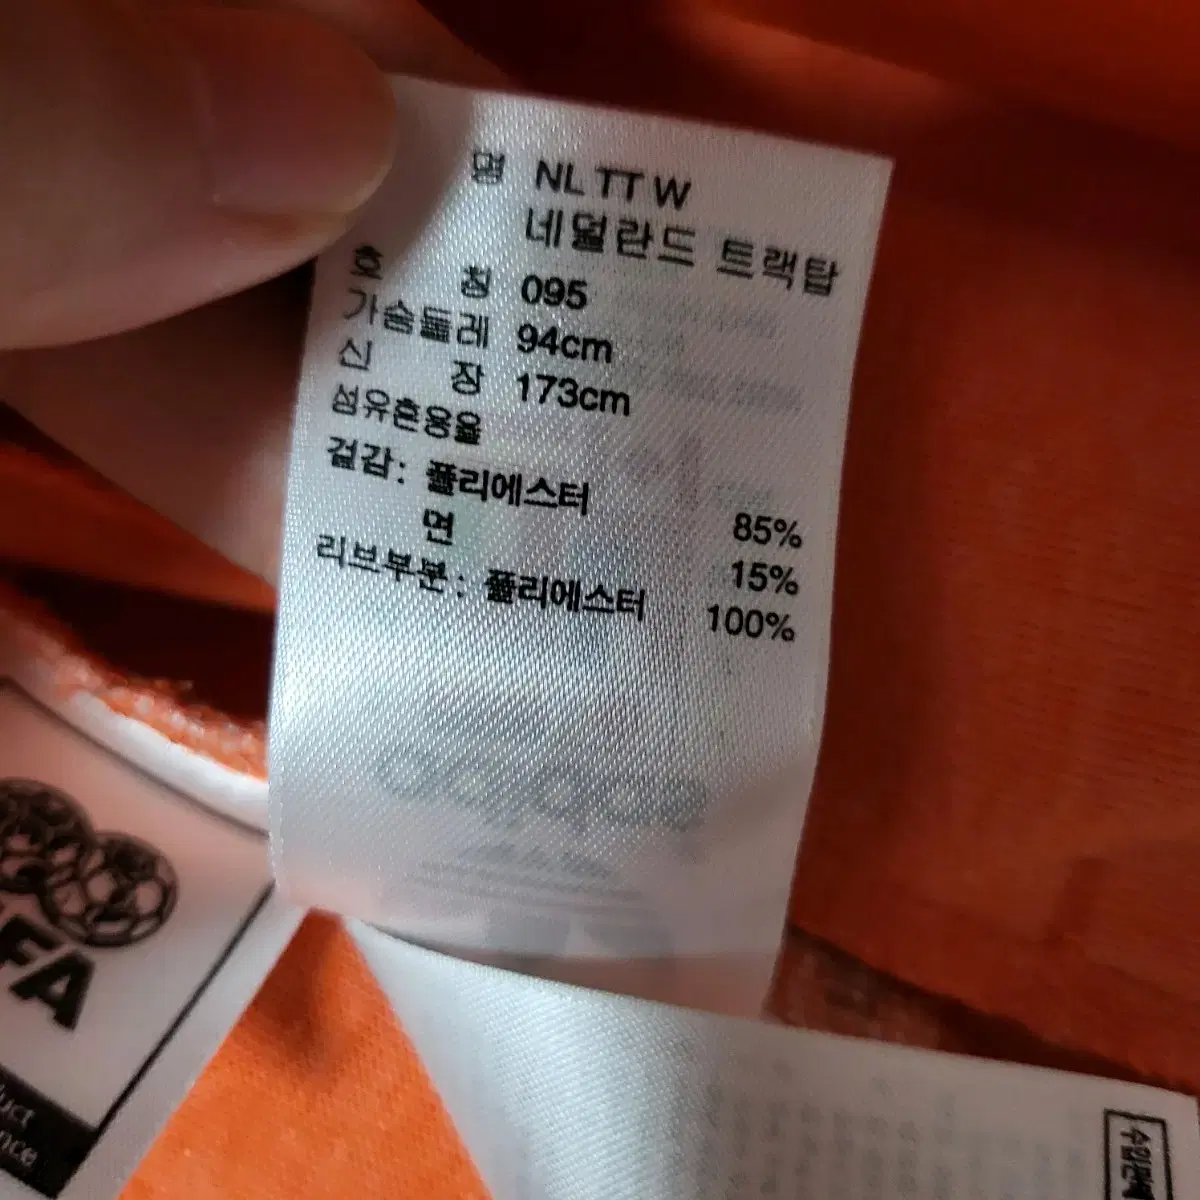 명 NL TT W
네덜란드 트랙탑
호 칭 095
가슴둘레 94cm
신 장 173cm
섬유혼용율
겉감: 폴리에스터 85%
면 15%
리브부분: 폴리에스터 100%
FA